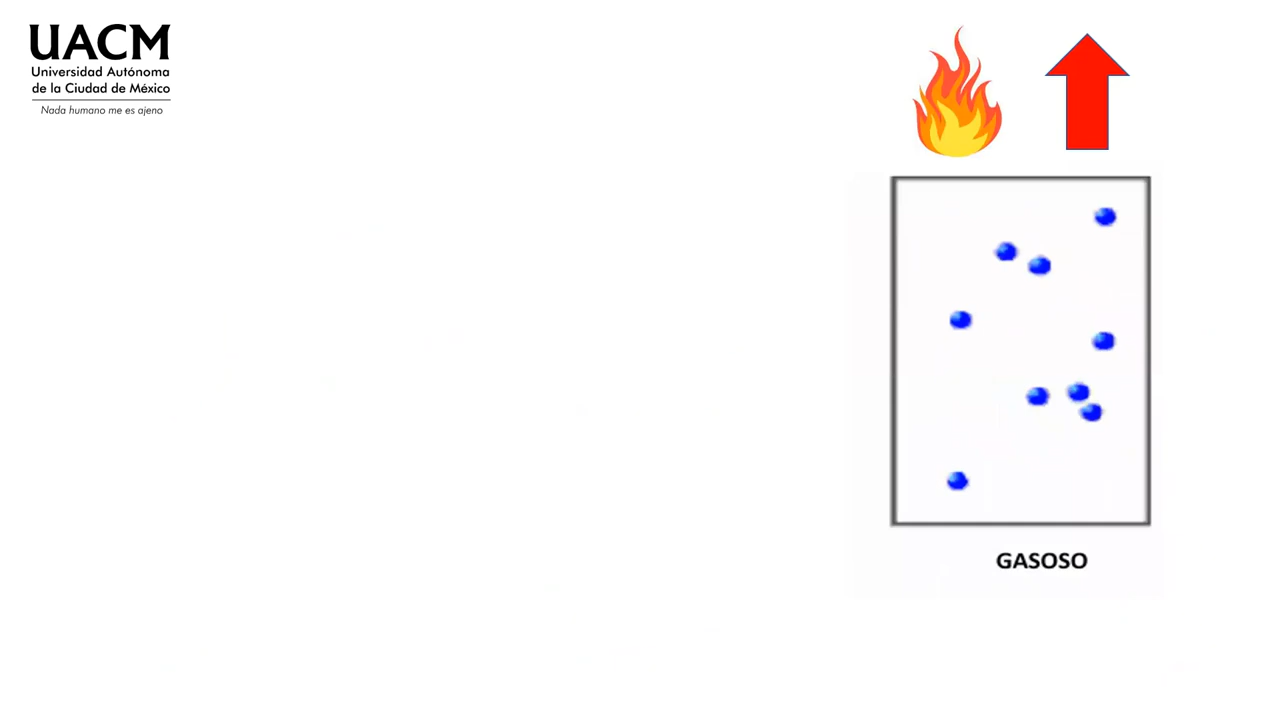 UACM
Universidad Autónoma
de la Ciudad de México
Nada humano me es ajeno
GASOSO